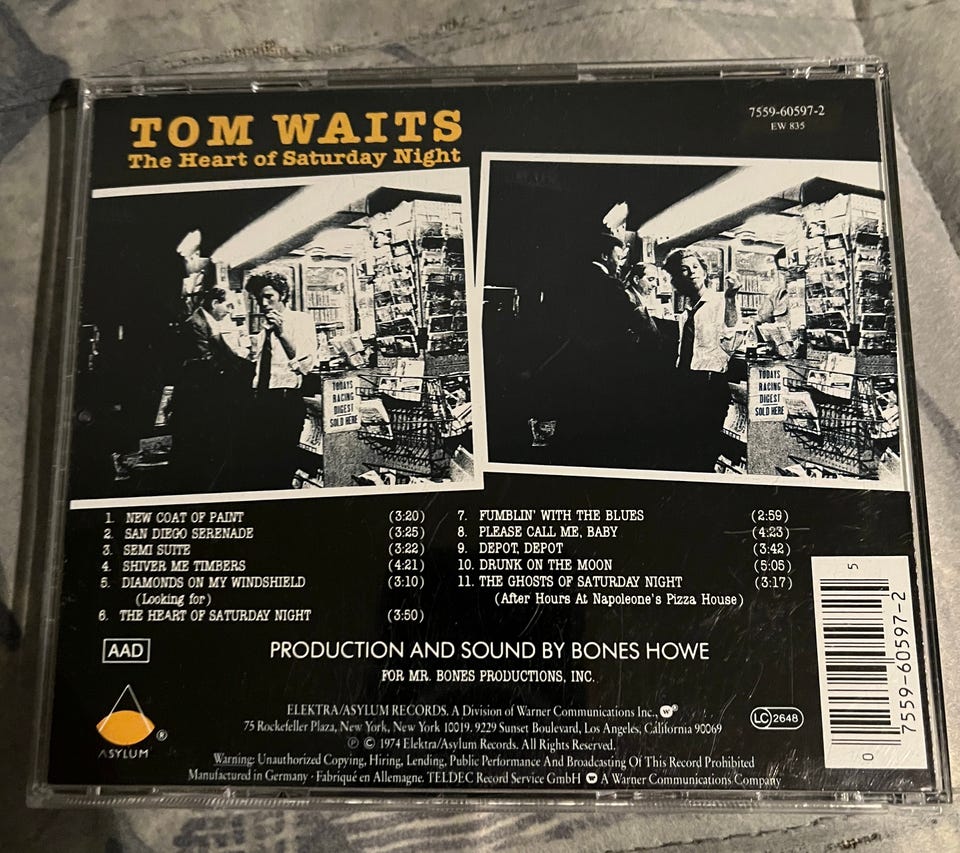 TOM WAITS
The Heart of Saturday Night
7559-60597-2
EW 835
TODAYS
RACING
DIGEST
SOLD HERE
TODAYS
RACING
DIGEST
SOLD HERE
1. NEW COAT OF PAINT (3:20)
2. SAN DIEGO SERENADE (3:25)
3. SEMI SUITE (3:22)
4. SHIVER ME TIMBERS (4:21)
5. DIAMONDS ON MY WINDSHIELD (3:10)
(Looking for)
6. THE HEART OF SATURDAY NIGHT (3:50)
7. FUMBLIN' WITH THE BLUES (2:59)
8. PLEASE CALL ME, BABY (4:23)
9. DEPOT, DEPOT (3:42)
10. DRUNK ON THE MOON (5:05)
11. THE GHOSTS OF SATURDAY NIGHT (3:17)
(After Hours At Napoleone's Pizza House)
AAD
PRODUCTION AND SOUND BY BONES HOWE
FOR MR. BONES PRODUCTIONS, INC.
ASYLUM ®
ELEKTRA/ASYLUM RECORDS. A Division of Warner Communications Inc., ®
75 Rockefeller Plaza, New York, New York 10019. 9229 Sunset Boulevard, Los Angeles, California 90069
℗ © 1974 Elektra/Asylum Records. All Rights Reserved.
Warning: Unauthorized Copying, Hiring, Lending, Public Performance And Broadcasting Of This Record Prohibited
Manufactured in Germany · Fabriqué en Allemagne. TELDEC Record Service GmbH A Warner Communications Company
LC 2648
5
7559-60597-2
0